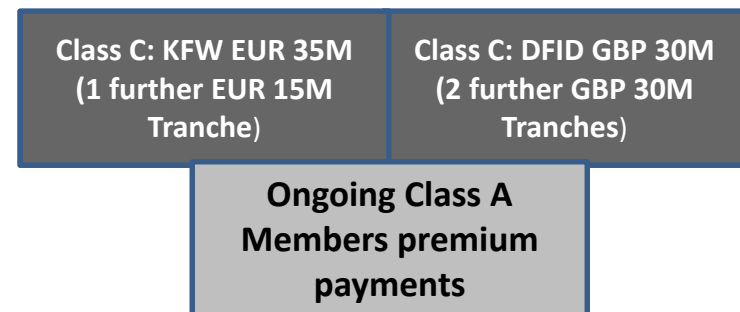 Class C: KFW EUR 35M
(1 further EUR 15M
Tranche)
Class C: DFID GBP 30M
(2 further GBP 30M
Tranches)
Ongoing Class A
Members premium
payments